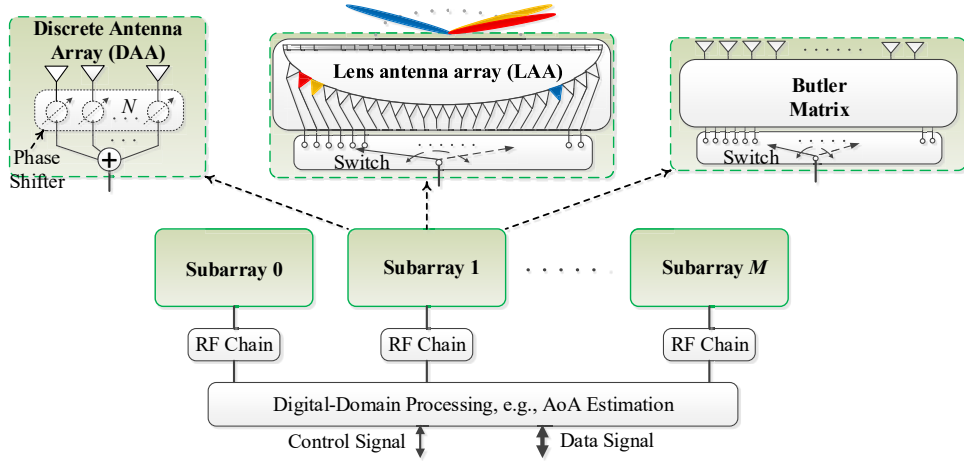 Discrete Antenna
Array (DAA)
N
Phase
Shifter
Lens antenna array (LAA)
Switch
Butler
Matrix
Switch
Subarray 0
Subarray 1
Subarray M
RF Chain
RF Chain
RF Chain
Digital-Domain Processing, e.g., AoA Estimation
Control Signal
Data Signal